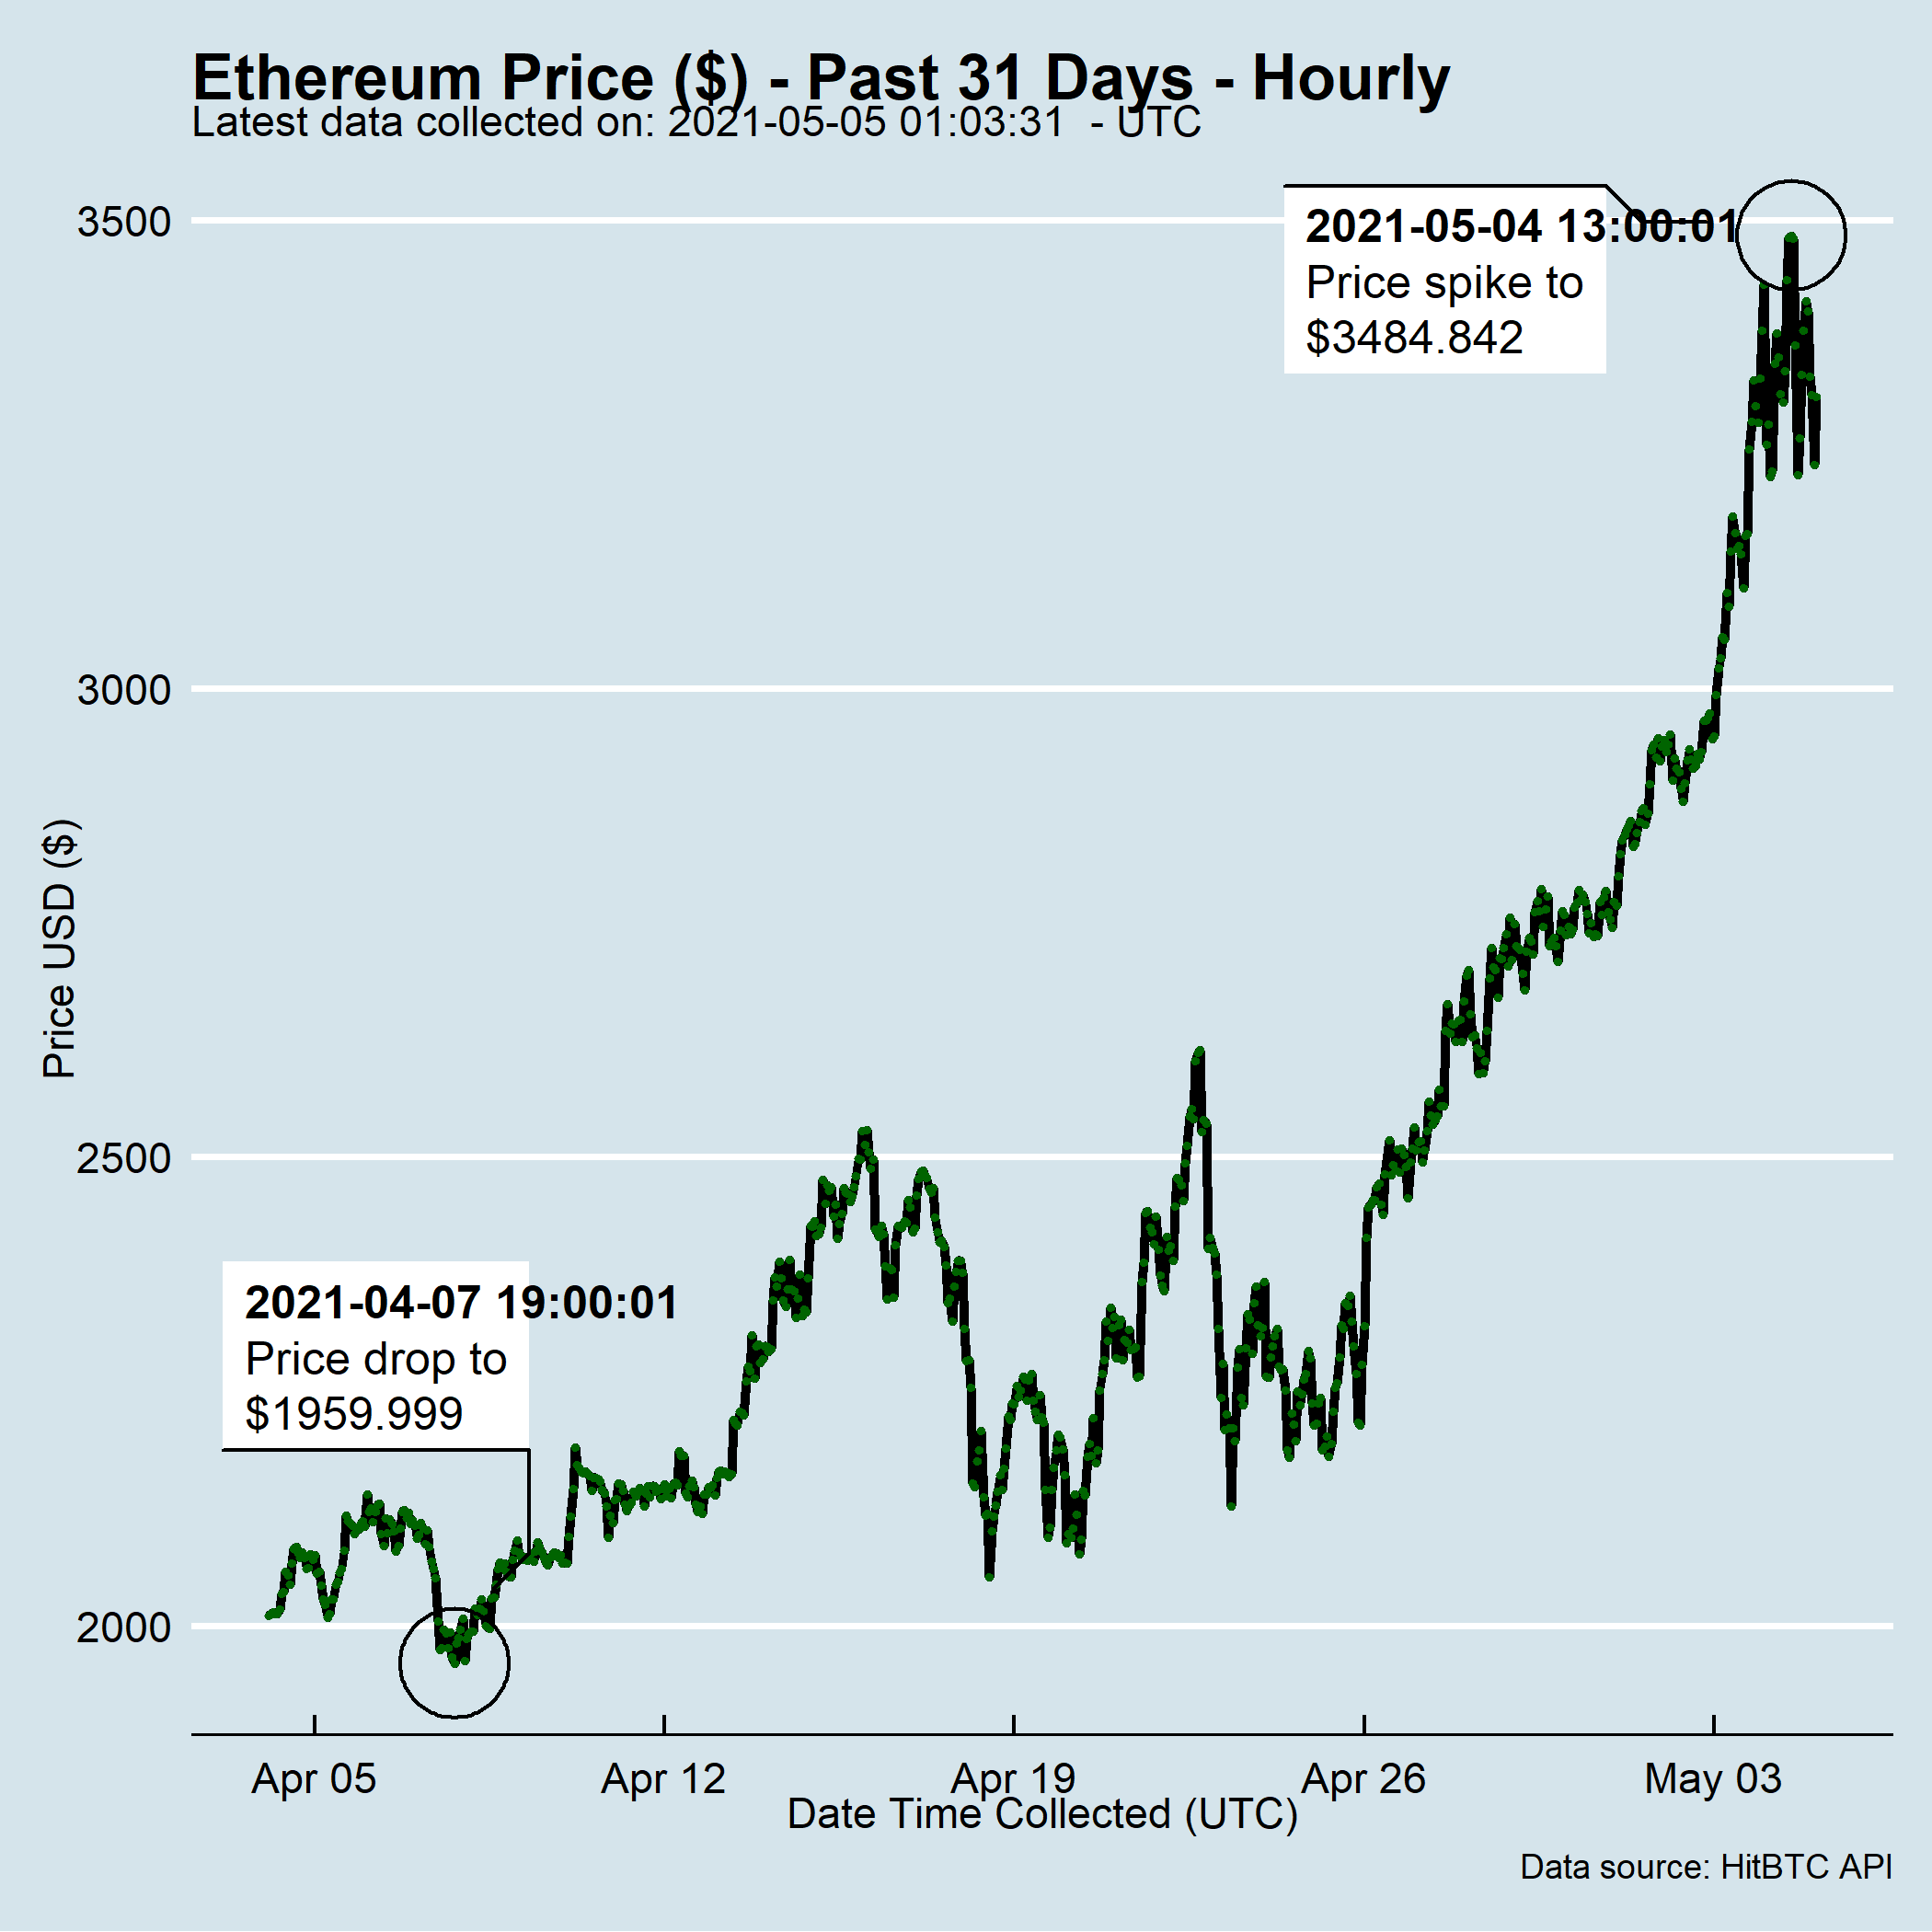 Ethereum Price ($) - Past 31 Days - Hourly
Latest data collected on: 2021-05-05 01:03:31  - UTC
3500
3000
2500
2000
Price USD ($)
2021-05-04 13:00:01
Price spike to
$3484.842
2021-04-07 19:00:01
Price drop to
$1959.999
Apr 05
Apr 12
Apr 19
Apr 26
May 03
Date Time Collected (UTC)
Data source: HitBTC API